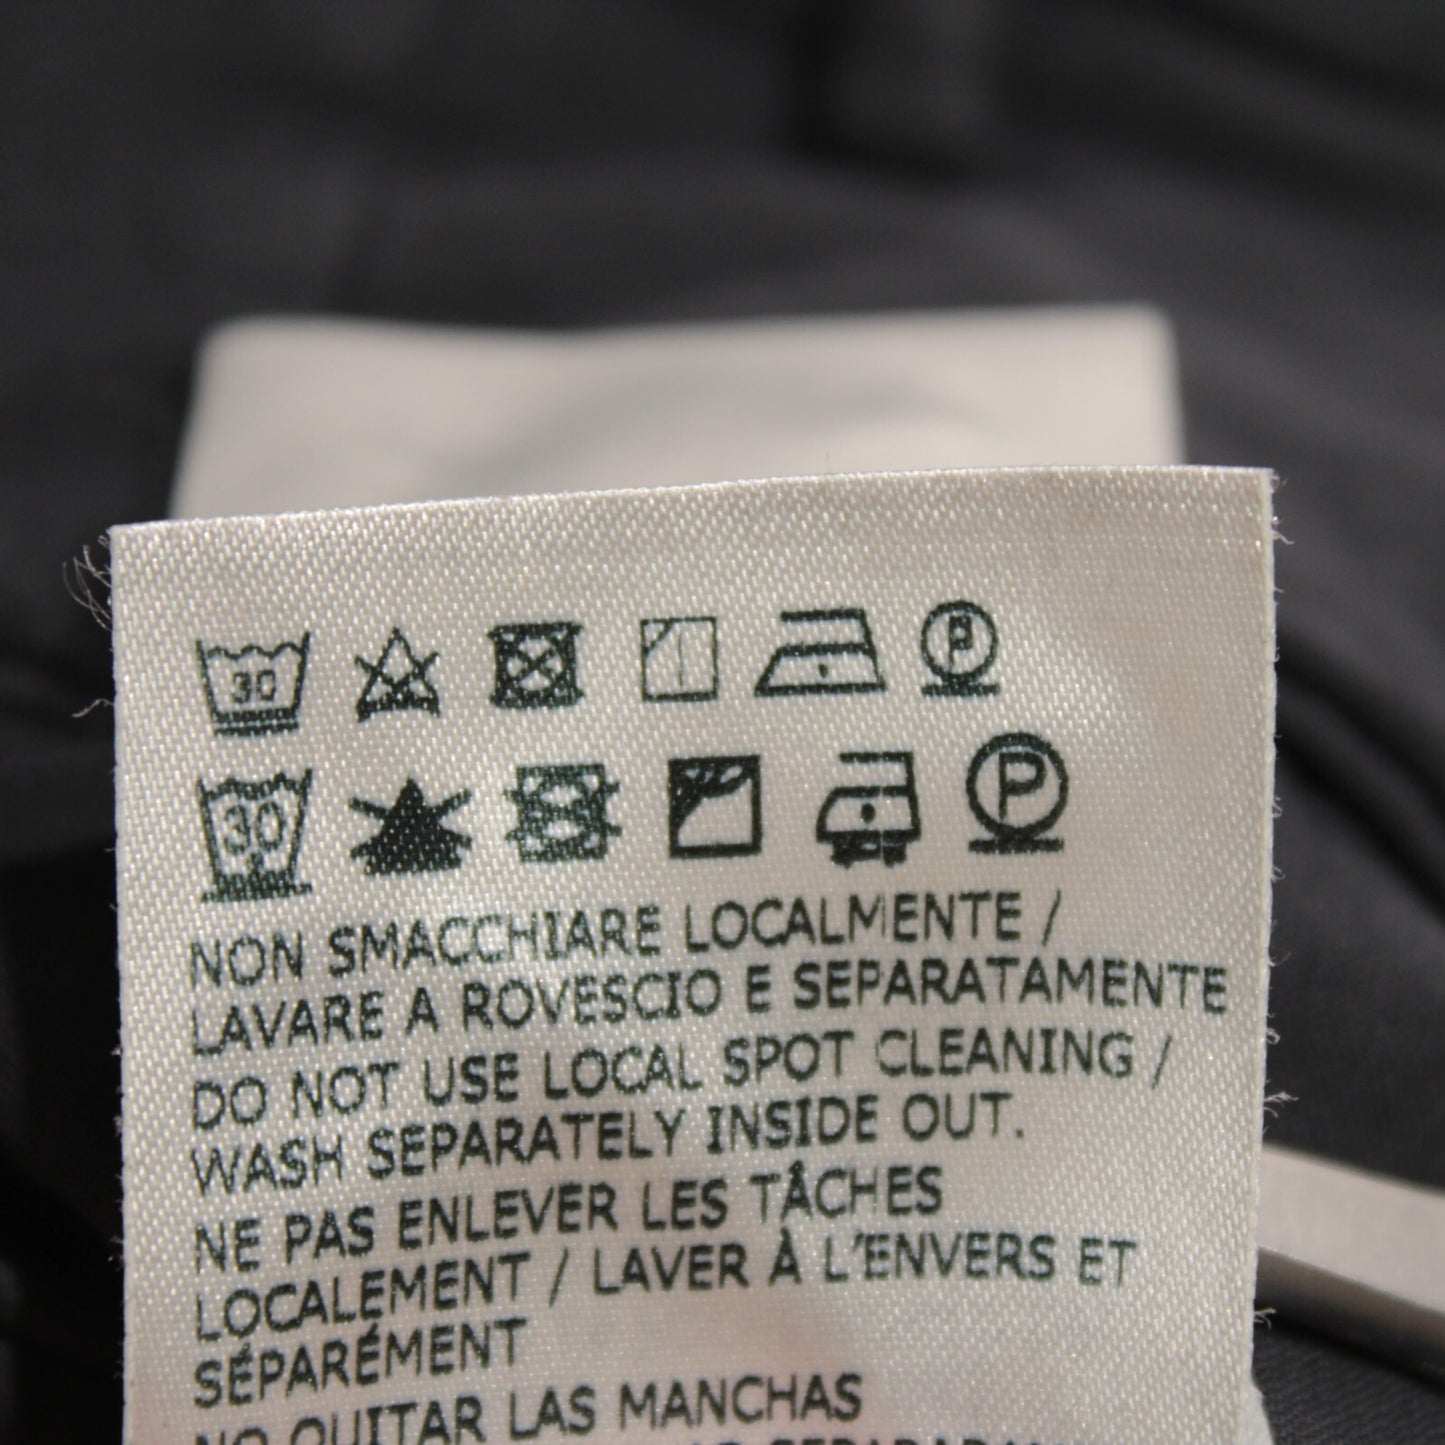 30 P
30 P
NON SMACCHIARE LOCALMENTE /
LAVARE A ROVESCIO E SEPARATAMENTE
DO NOT USE LOCAL SPOT CLEANING /
WASH SEPARATELY INSIDE OUT.
NE PAS ENLEVER LES TÂCHES
LOCALEMENT / LAVER À L'ENVERS ET
SÉPARÉMENT
NO QUITAR LAS MANCHAS